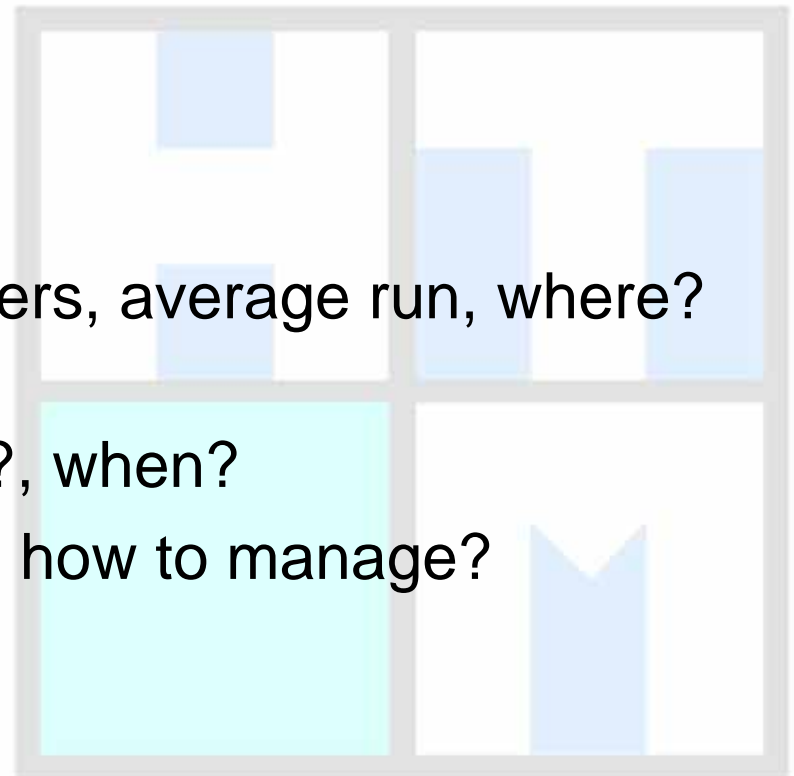 ers, average run, where?
?, when?
how to manage?